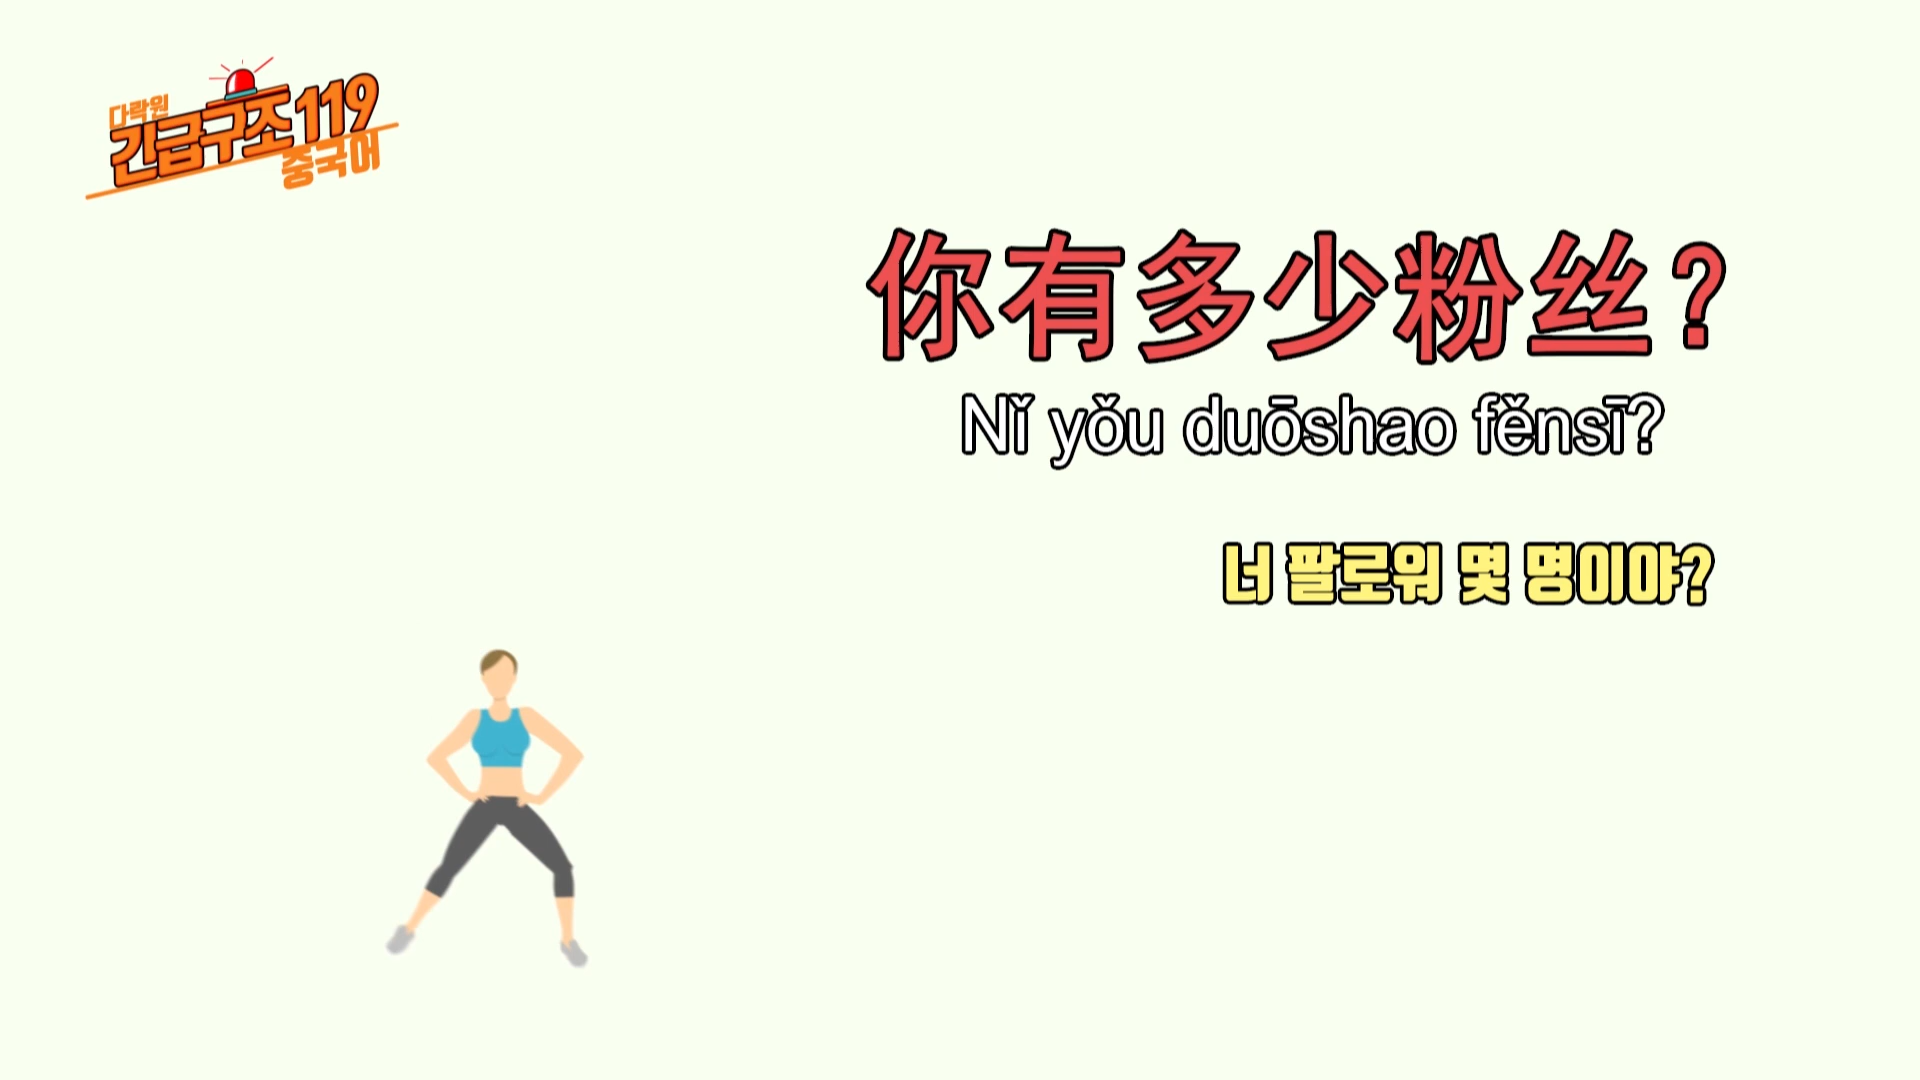 다락원
긴급구조119
중국어
你有多少粉丝?
Nǐ yǒu duōshao fěnsī?
너 팔로워 몇 명이야?